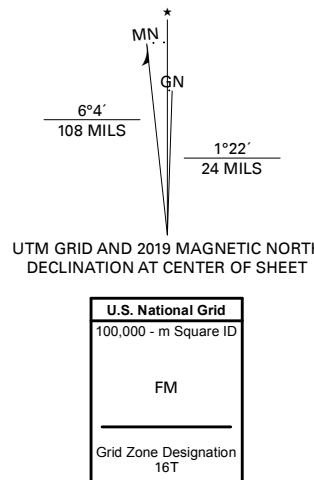 MN
GN
6°4´
108 MILS
1°22´
24 MILS
UTM GRID AND 2019 MAGNETIC NORTH
DECLINATION AT CENTER OF SHEET
U.S. National Grid
100,000 - m Square ID
FM
Grid Zone Designation
16T